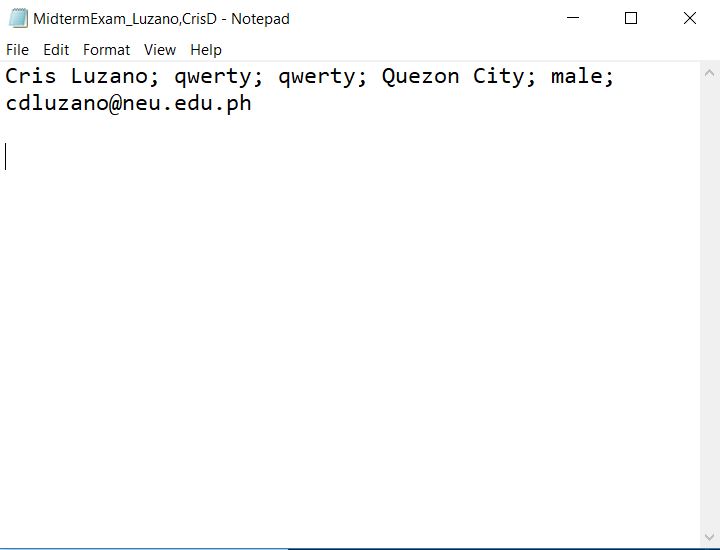 MidtermExam_Luzano,CrisD - Notepad
File Edit Format View Help
Cris Luzano; qwerty; qwerty; Quezon City; male;
cdluzano@neu.edu.ph